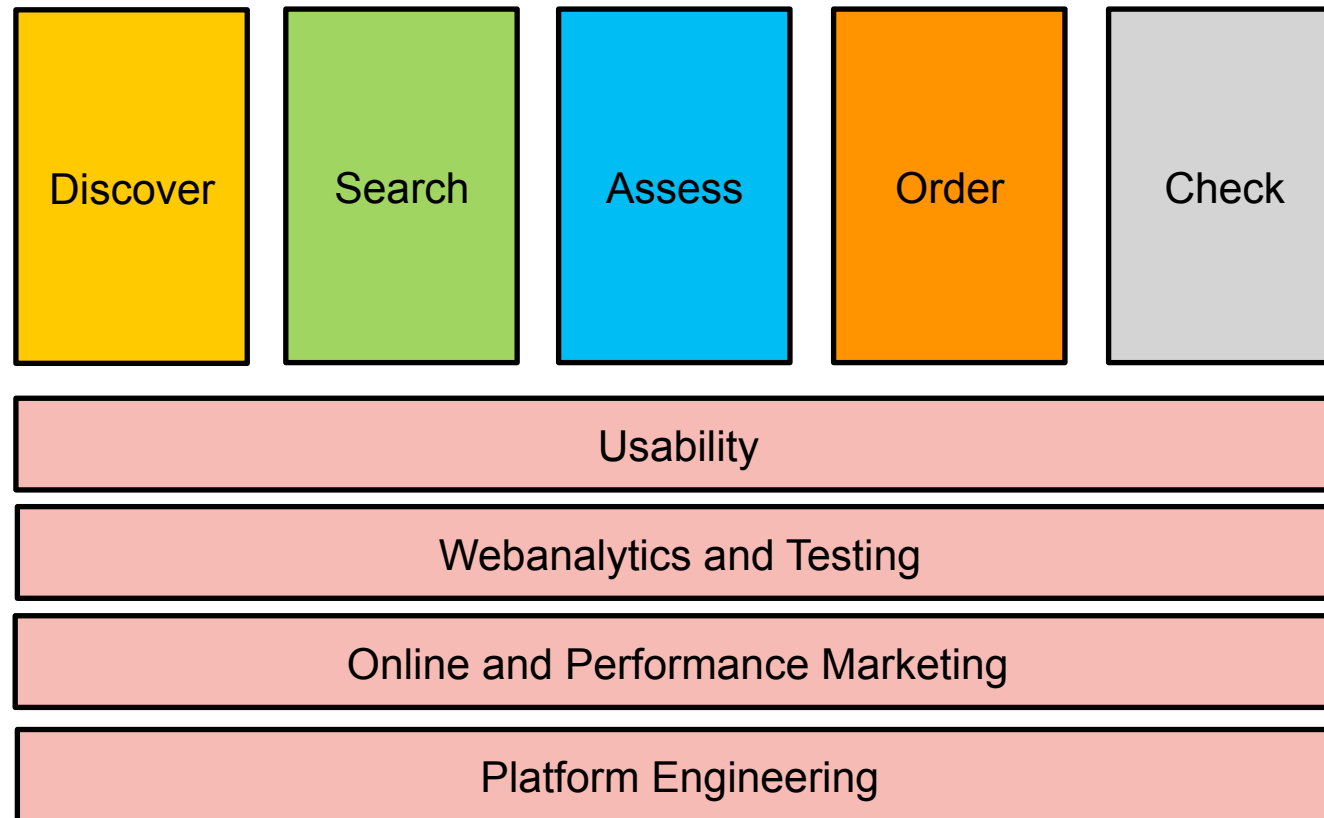 Discover
Search
Assess
Order
Check
Usability
Webanalytics and Testing
Online and Performance Marketing
Platform Engineering